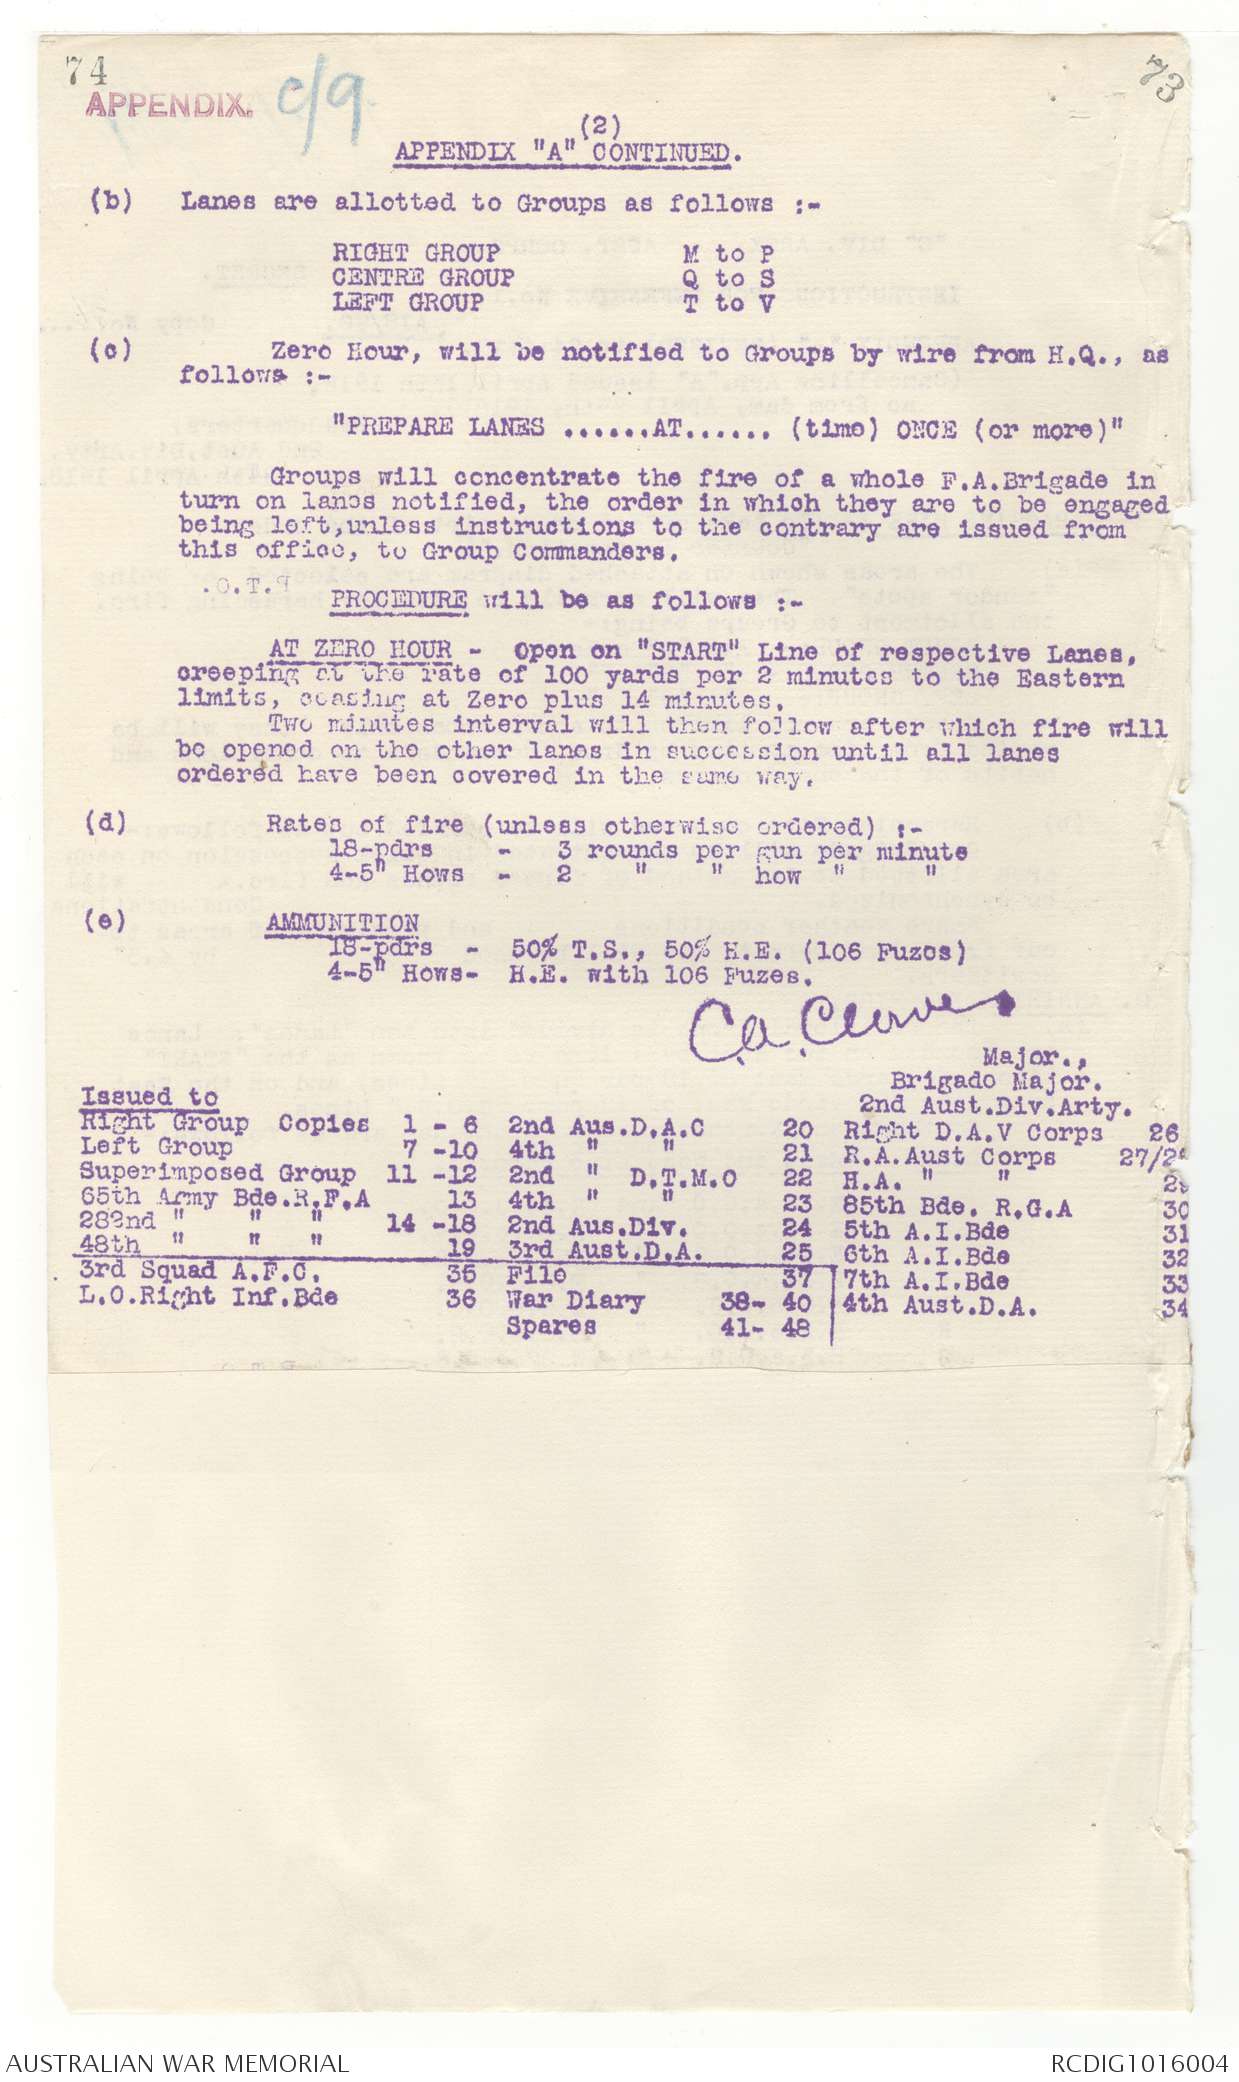 74
73
APPENDIX. C/9
(2)
APPENDIX "A" CONTINUED.
(b) Lanes are allotted to Groups as follows :-
RIGHT GROUP M to P
CENTRE GROUP Q to S
LEFT GROUP T to V
(c) Zero Hour, will be notified to Groups by wire from H.Q., as
follows :-
"PREPARE LANES ......AT...... (time) ONCE (or more)"
Groups will concentrate the fire of a whole F.A.Brigade in
turn on lanes notified, the order in which they are to be engaged
being left,unless instructions to the contrary are issued from
this office, to Group Commanders.
PROCEDURE will be as follows :-
AT ZERO HOUR - Open on "START" Line of respective Lanes,
creeping at the rate of 100 yards per 2 minutes to the Eastern
limits, ceasing at Zero plus 14 minutes.
Two minutes interval will then follow after which fire will
be opened on the other lanes in succession until all lanes
ordered have been covered in the same way.
(d) Rates of fire (unless otherwise ordered) :-
18-pdrs - 3 rounds per gun per minute
4-5" Hows - 2 " " how " "
(e) AMMUNITION
18-pdrs - 50% T.S., 50% H.E. (106 Fuzes)
4-5" Hows- H.E. with 106 Fuzes.
Major.,
Brigade Major.
2nd Aust.Div.Arty.
Issued to
Right Group Copies 1 - 6 2nd Aus.D.A.C 20 Right D.A.V Corps 26
Left Group 7 -10 4th " " 21 R.A.Aust Corps
Superimposed Group 11 -12 2nd " D.T.M.O 22 H.A. " " 29
65th Army Bde.R.F.A 13 4th " " 23 85th Bde. R.G.A 30
282nd " " " 14 -18 2nd Aus.Div. 24 5th A.I.Bde 31
48th " " " 19 3rd Aust.D.A. 25 6th A.I.Bde 32
3rd Squad A.F.C. 35 File 37 7th A.I.Bde 33
L.O.Right Inf.Bde 36 War Diary 38- 40 4th Aust.D.A. 34
Spares 41- 48
AUSTRALIAN WAR MEMORIAL RCDIG1016004